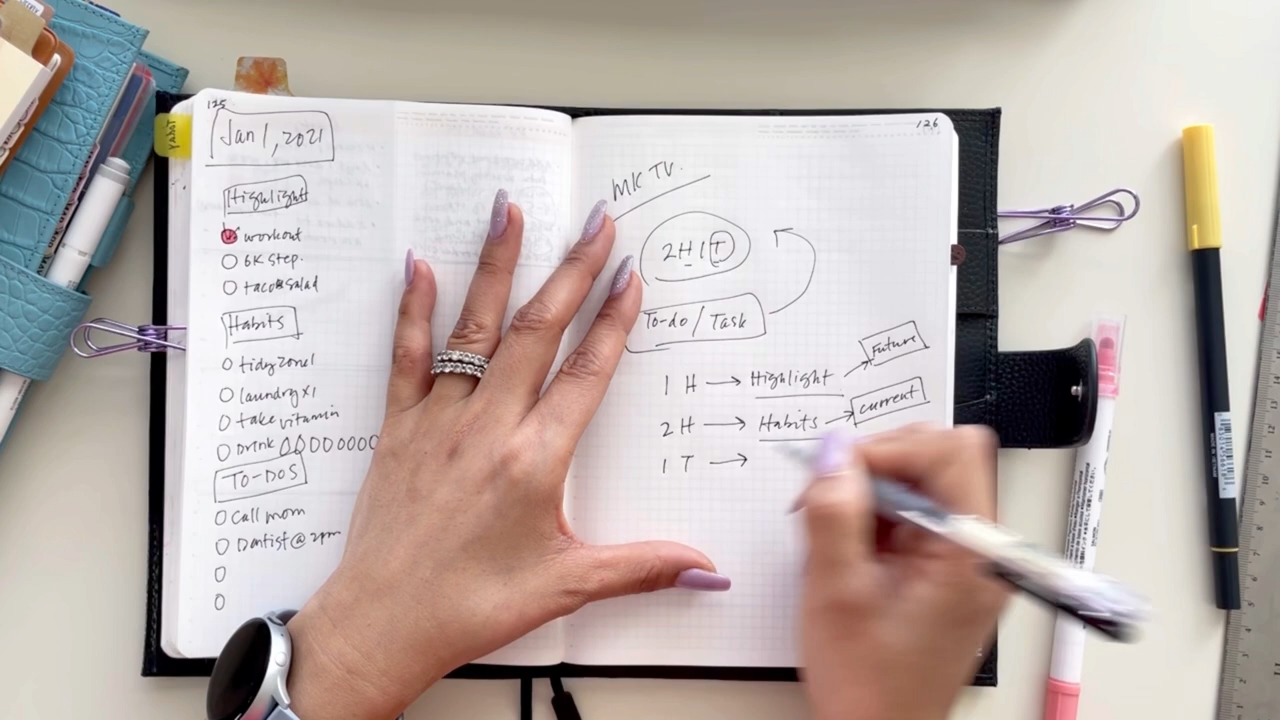 125
YAMT
Jan 1, 2021
Highlight
workout
6K step.
taco salad
Habits
tidy zone 1
laundry x1
take vitamin
Drink
TO-DOS
call mom
Dentist @ 2pm
126
MK TV.
2H1T
To-do / Task
1 H → Highlight → Future
2 H → Habits → current
1 T →